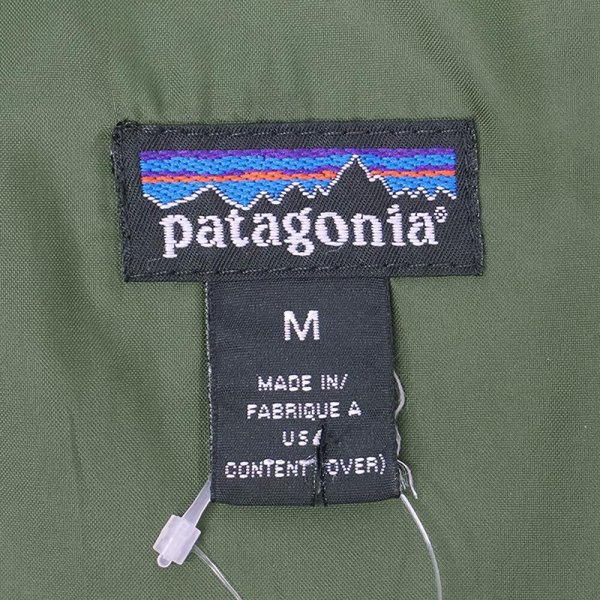 patagonia®
M
MADE IN/
FABRIQUE A
USA
CONTENT (OVER)